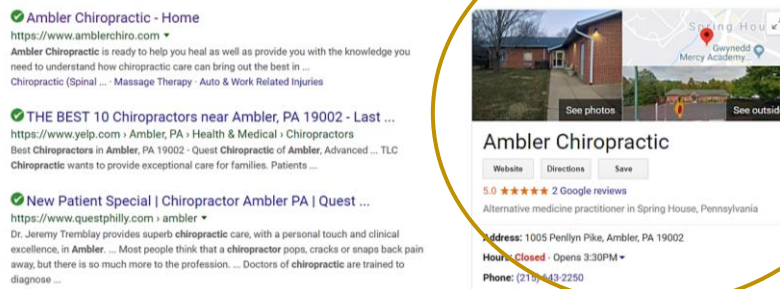 Ambler Chiropractic - Home
https://www.amblerchiro.com
Ambler Chiropractic is ready to help you heal as well as provide you with the knowledge you
need to understand how chiropractic care can bring out the best in ...
Chiropractic (Spinal ... · Massage Therapy · Auto & Work Related Injuries
THE BEST 10 Chiropractors near Ambler, PA 19002 - Last ...
https://www.yelp.com › Ambler, PA › Health & Medical › Chiropractors
Best Chiropractors in Ambler, PA 19002 - Quest Chiropractic of Ambler, Advanced ... TLC
Chiropractic wants to provide exceptional care for families. Patients ...
New Patient Special | Chiropractor Ambler PA | Quest ...
https://www.questphilly.com › ambler
Dr. Jeremy Tremblay provides superb chiropractic care, with a personal touch and clinical
excellence, in Ambler. ... Most people think that a chiropractor pops, cracks or snaps back pain
away, but there is so much more to the profession. ... Doctors of chiropractic are trained to
diagnose ...
Spring Hou
Gwynedd
Mercy Academy
See photos
See outside
Ambler Chiropractic
Website Directions Save
5.0 ★★★★★ 2 Google reviews
Alternative medicine practitioner in Spring House, Pennsylvania
Address: 1005 Penllyn Pike, Ambler, PA 19002
Hours: Closed · Opens 3:30PM
Phone: (215) 643-2250